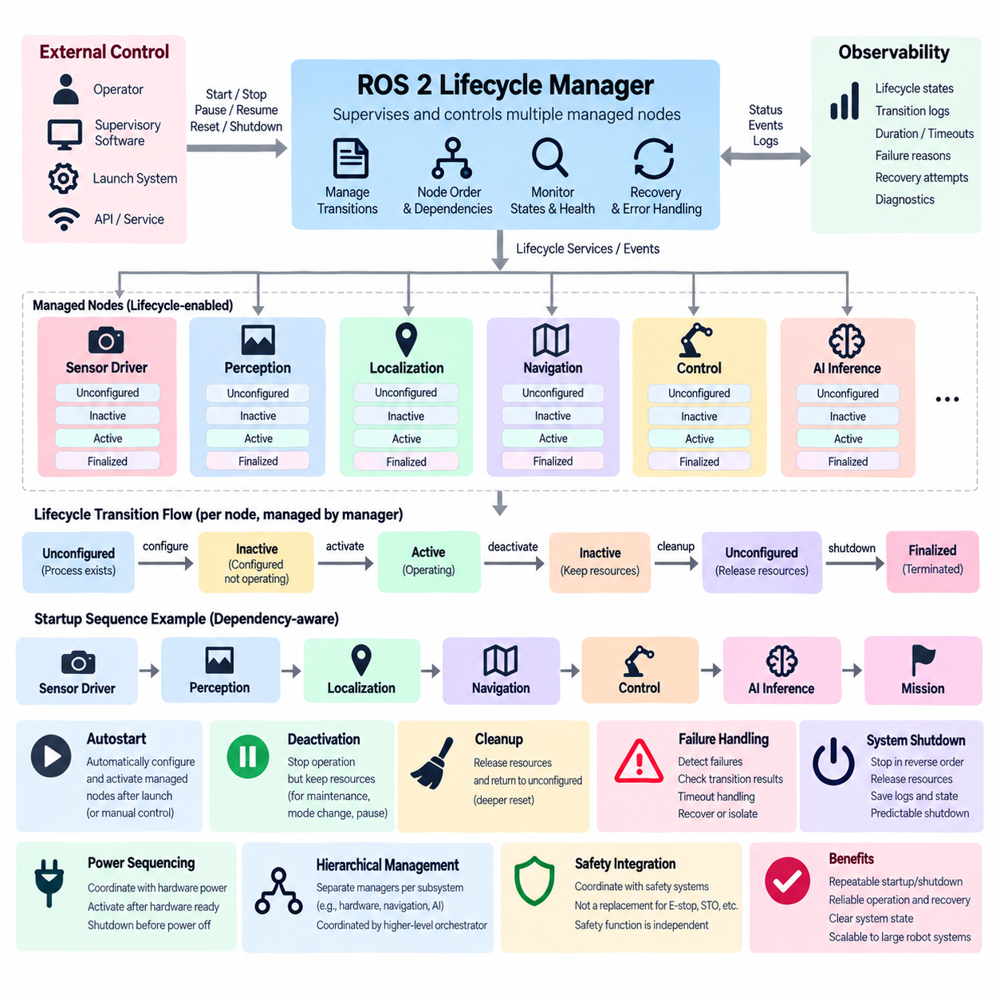 External Control
Operator
Supervisory
Software
Launch System
API / Service
Start / Stop
Pause / Resume
Reset / Shutdown
ROS 2 Lifecycle Manager
Supervises and controls multiple managed nodes
Manage
Transitions
Node Order
& Dependencies
Monitor
States & Health
Recovery
& Error Handling
Status
Events
Logs
Observability
Lifecycle states
Transition logs
Duration / Timeouts
Failure reasons
Recovery attempts
Diagnostics
Lifecycle Services / Events
Managed Nodes (Lifecycle-enabled)
Sensor Driver
Unconfigured
Inactive
Active
Finalized
Perception
Unconfigured
Inactive
Active
Finalized
Localization
Unconfigured
Inactive
Active
Finalized
Navigation
Unconfigured
Inactive
Active
Finalized
Control
Unconfigured
Inactive
Active
Finalized
AI Inference
Unconfigured
Inactive
Active
Finalized
...
Lifecycle Transition Flow (per node, managed by manager)
Unconfigured
(Process exists)
configure
Inactive
(Configured
not operating)
activate
Active
(Operating)
deactivate
Inactive
(Keep resources)
cleanup
Unconfigured
(Release resources)
shutdown
Finalized
(Terminated)
Startup Sequence Example (Dependency-aware)
Sensor Driver
Perception
Localization
Navigation
Control
AI Inference
Mission
Autostart
Automatically configure
and activate managed
nodes after launch
(or manual control)
Deactivation
Stop operation
but keep resources
(for maintenance,
mode change, pause)
Cleanup
Release resources
and return to unconfigured
(deeper reset)
Failure Handling
Detect failures
Check transition results
Timeout handling
Recover or isolate
System Shutdown
Stop in reverse order
Release resources
Save logs and state
Predictable shutdown
Power Sequencing
Coordinate with hardware power
Activate after hardware ready
Shutdown before power off
Hierarchical Management
Separate managers per subsystem
(e.g., hardware, navigation, AI)
Coordinated by higher-level orchestrator
Safety Integration
Coordinate with safety systems
Not a replacement for E-stop, STO, etc.
Safety function is independent
Benefits
Repeatable startup/shutdown
Reliable operation and recovery
Clear system state
Scalable to large robot systems